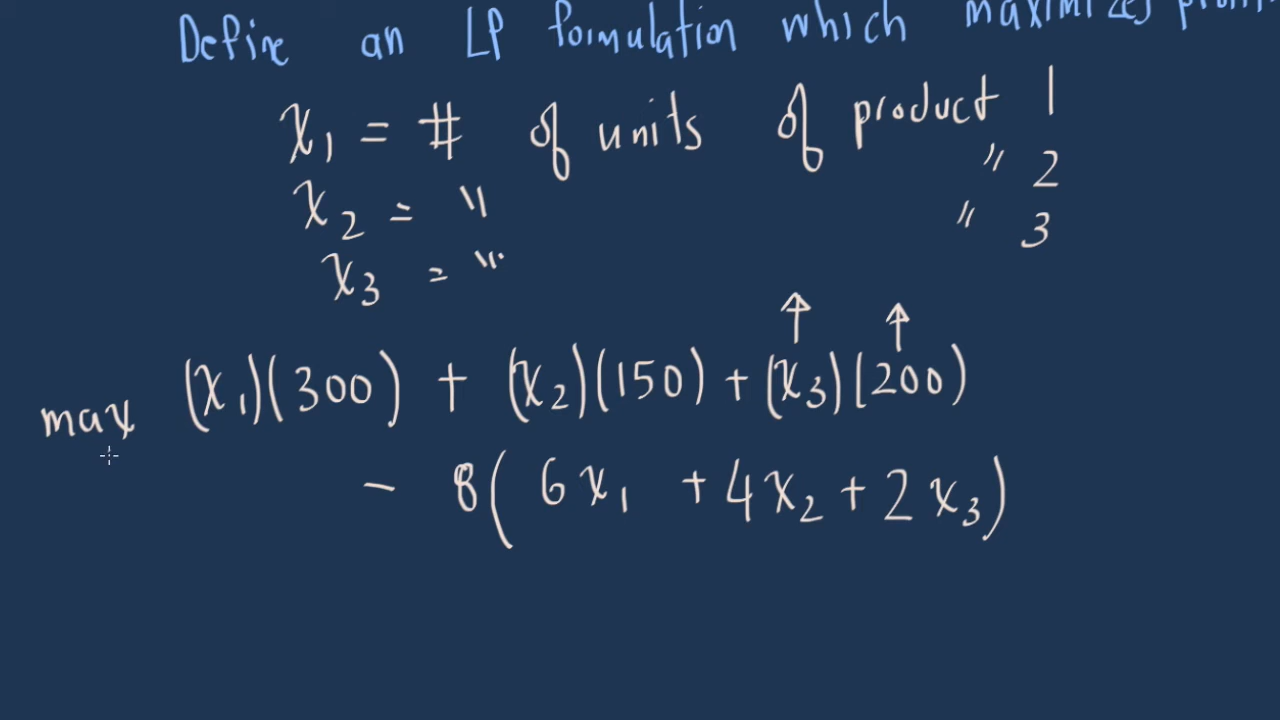 Define an LP formulation which maximizes profit
x₁ = # of units of product 1
x₂ = " " 2
x₃ = " " 3
max (x₁)(300) + (x₂)(150) + (x₃)(200)
- 8( 6x₁ + 4x₂ + 2x₃)